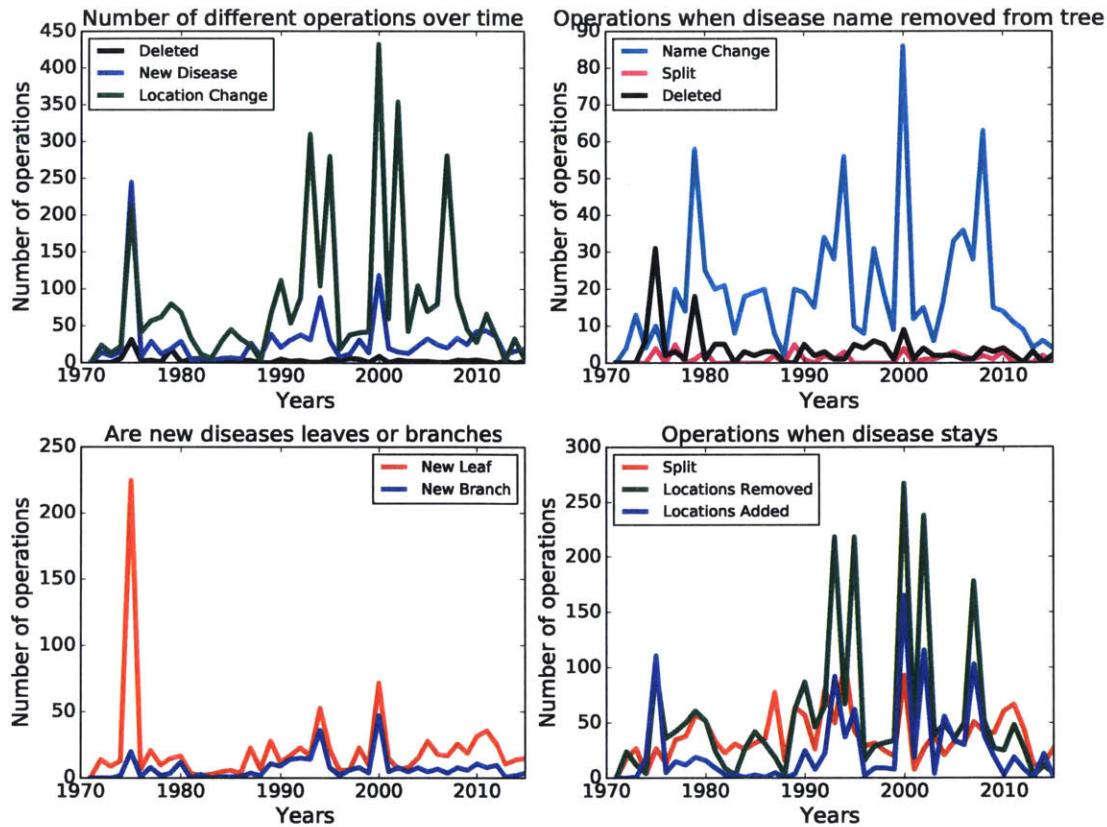 Number of different operations over time
450
400
350
300
250
200
150
100
50
0
Number of operations
Deleted
New Disease
Location Change
1970 1980 1990 2000 2010
Years
Operations when disease name removed from tree
90
80
70
60
50
40
30
20
10
0
Number of operations
Name Change
Split
Deleted
1970 1980 1990 2000 2010
Years
Are new diseases leaves or branches
250
200
150
100
50
0
Number of operations
New Leaf
New Branch
1970 1980 1990 2000 2010
Years
Operations when disease stays
300
250
200
150
100
50
0
Number of operations
Split
Locations Removed
Locations Added
1970 1980 1990 2000 2010
Years